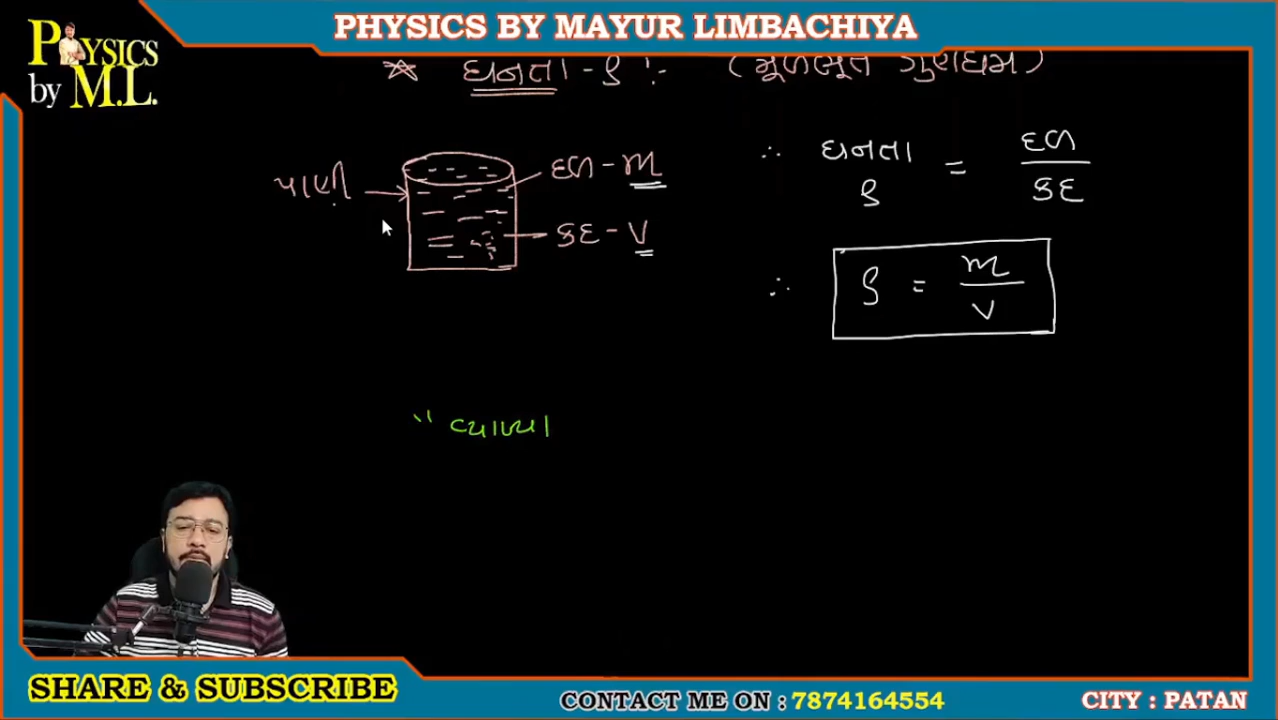 PHYSICS BY MAYUR LIMBACHIYA
PHYSICS
by M.L.
* ઘનતા - ρ :- (મૂળભૂત ગુણધર્મ)
પાણી
દળ - m
કદ - V
∴ ઘનતા ρ = દળ / કદ
∴ ρ = m / V
" વ્યાખ્યા
SHARE & SUBSCRIBE
CONTACT ME ON : 7874164554
CITY : PATAN